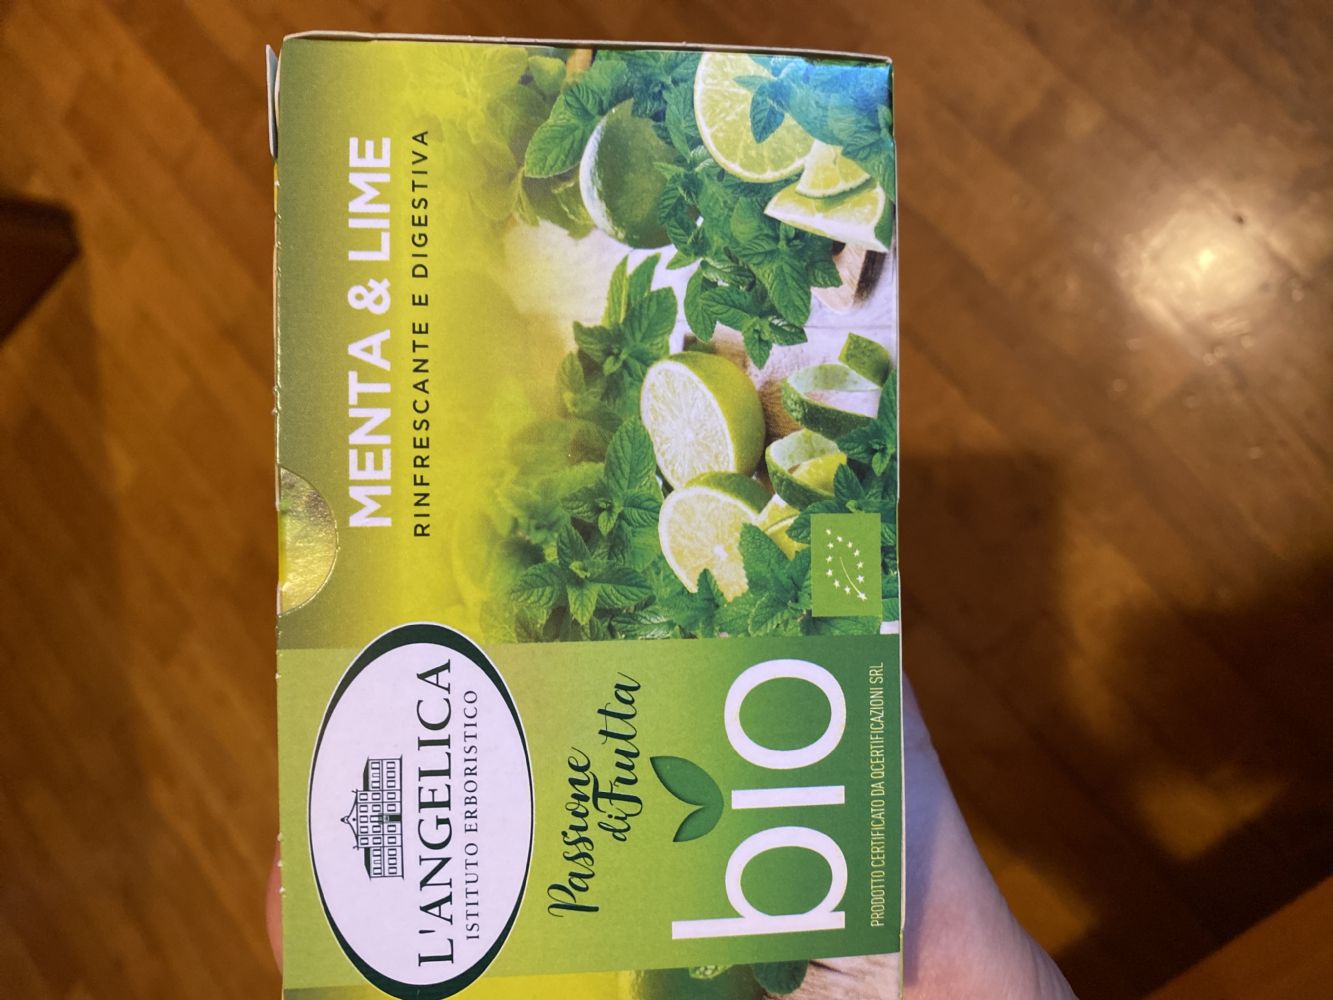 L'ANGELICA
ISTITUTO ERBORISTICO
Passione
di Frutta
bio
PRODOTTO CERTIFICATO DA QCERTIFICAZIONI SRL
MENTA & LIME
RINFRESCANTE E DIGESTIVA